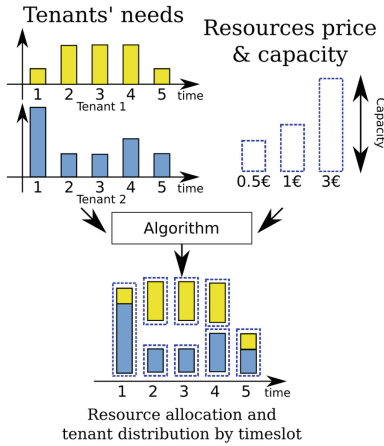 Tenants' needs
1 2 3 4 5 time
Tenant 1
1 2 3 4 5 time
Tenant 2
Resources price
& capacity
Capacity
0.5€ 1€ 3€
Algorithm
1 2 3 4 5 time
Resource allocation and
tenant distribution by timeslot